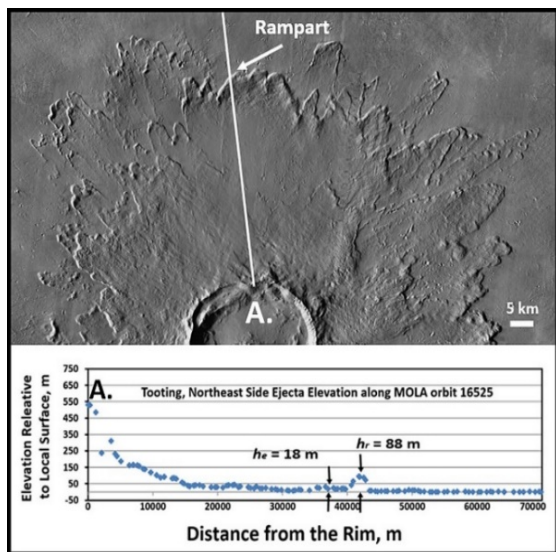 Rampart
A.
5 km
A.
Tooting, Northeast Side Ejecta Elevation along MOLA orbit 16525
Elevation Releative
to Local Surface, m
750
650
550
450
350
250
150
50
-50
hₑ = 18 m
hᵣ = 88 m
0 10000 20000 30000 40000 50000 60000 70000
Distance from the Rim, m